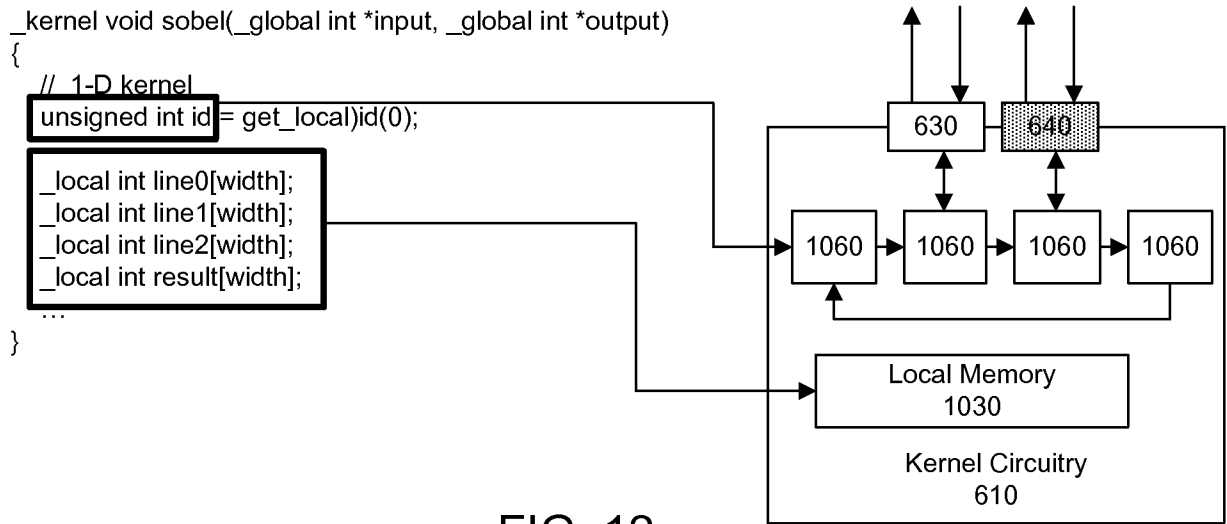 _kernel void sobel(_global int *input, _global int *output)
{
// 1-D kernel
unsigned int id = get_local)id(0);
_local int line0[width];
_local int line1[width];
_local int line2[width];
_local int result[width];
...
}
630
640
1060
1060
1060
1060
Local Memory
1030
Kernel Circuitry
610